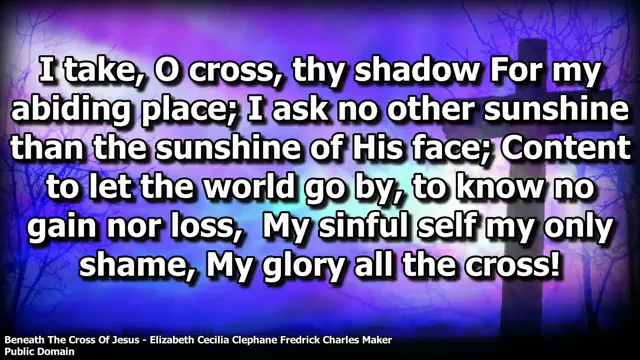 I take, O cross, thy shadow For my
abiding place; I ask no other sunshine
than the sunshine of His face; Content
to let the world go by, to know no
gain nor loss,  My sinful self my only
shame, My glory all the cross!
Beneath The Cross Of Jesus - Elizabeth Cecilia Clephane Fredrick Charles Maker
Public Domain